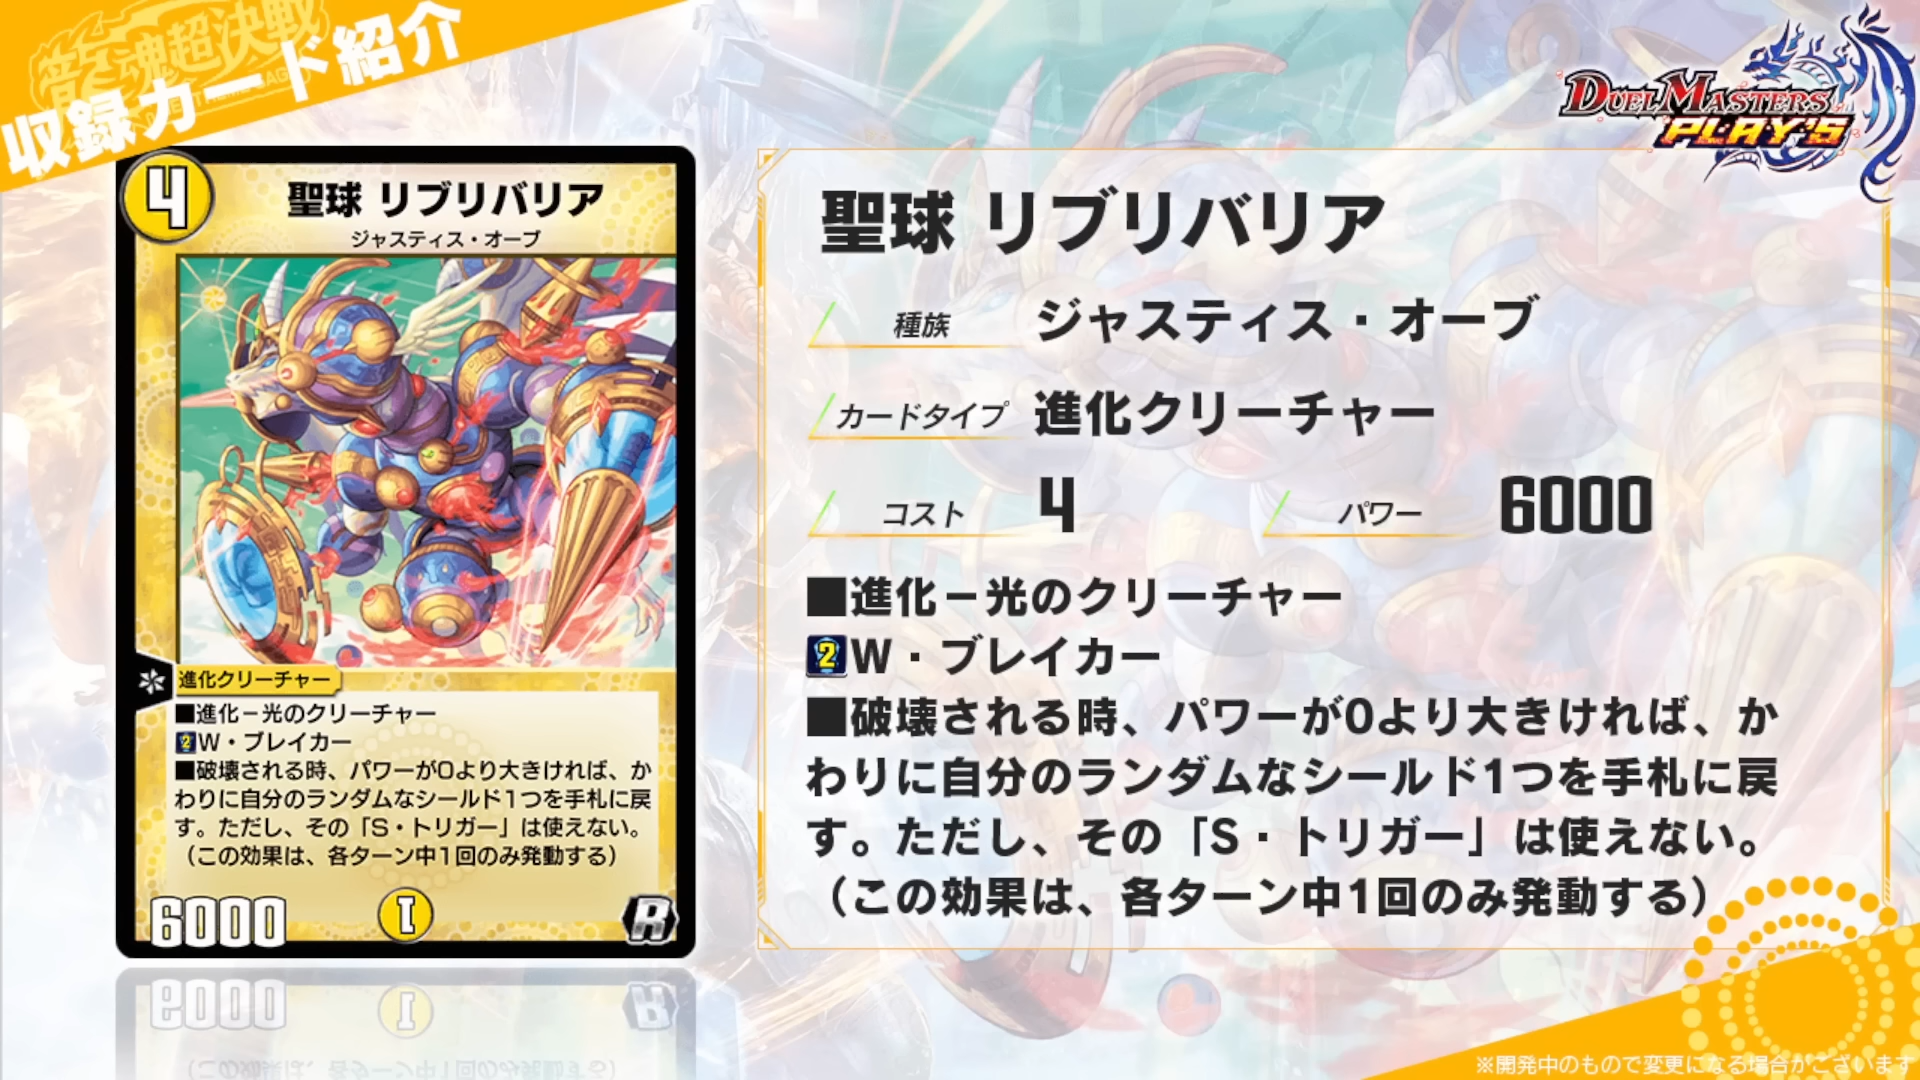 収録カード紹介
DUEL MASTERS
PLAY'S
4
聖球 リブリバリア
ジャスティス・オーブ
進化クリーチャー
■進化－光のクリーチャー
2 W・ブレイカー
■破壊される時、パワーが0より大きければ、か
わりに自分のランダムなシールド1つを手札に戻
す。ただし、その「S・トリガー」は使えない。
（この効果は、各ターン中1回のみ発動する）
6000
I
R
聖球 リブリバリア
種族 ジャスティス・オーブ
カードタイプ 進化クリーチャー
コスト 4 パワー 6000
■進化－光のクリーチャー
2 W・ブレイカー
■破壊される時、パワーが0より大きければ、か
わりに自分のランダムなシールド1つを手札に戻
す。ただし、その「S・トリガー」は使えない。
（この効果は、各ターン中1回のみ発動する）
※開発中のもので変更になる場合がございます